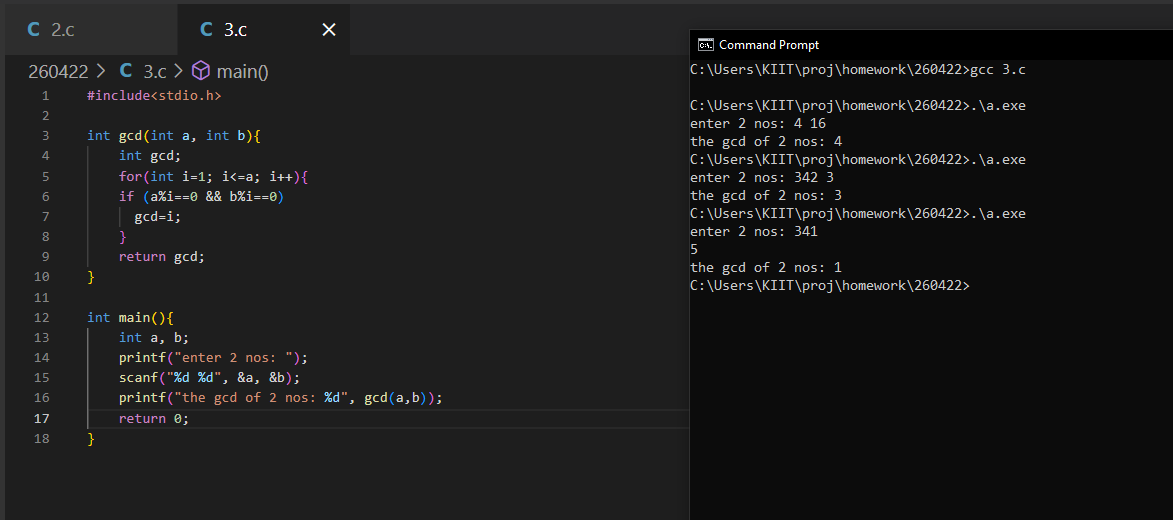 C 2.c
C 3.c ×
260422 > C 3.c > main()
1 #include<stdio.h>
2
3 int gcd(int a, int b){
4 int gcd;
5 for(int i=1; i<=a; i++){
6 if (a%i==0 && b%i==0)
7 gcd=i;
8 }
9 return gcd;
10 }
11
12 int main(){
13 int a, b;
14 printf("enter 2 nos: ");
15 scanf("%d %d", &a, &b);
16 printf("the gcd of 2 nos: %d", gcd(a,b));
17 return 0;
18 }
C:\. Command Prompt
C:\Users\KIIT\proj\homework\260422>gcc 3.c
C:\Users\KIIT\proj\homework\260422>.\a.exe
enter 2 nos: 4 16
the gcd of 2 nos: 4
C:\Users\KIIT\proj\homework\260422>.\a.exe
enter 2 nos: 342 3
the gcd of 2 nos: 3
C:\Users\KIIT\proj\homework\260422>.\a.exe
enter 2 nos: 341
5
the gcd of 2 nos: 1
C:\Users\KIIT\proj\homework\260422>